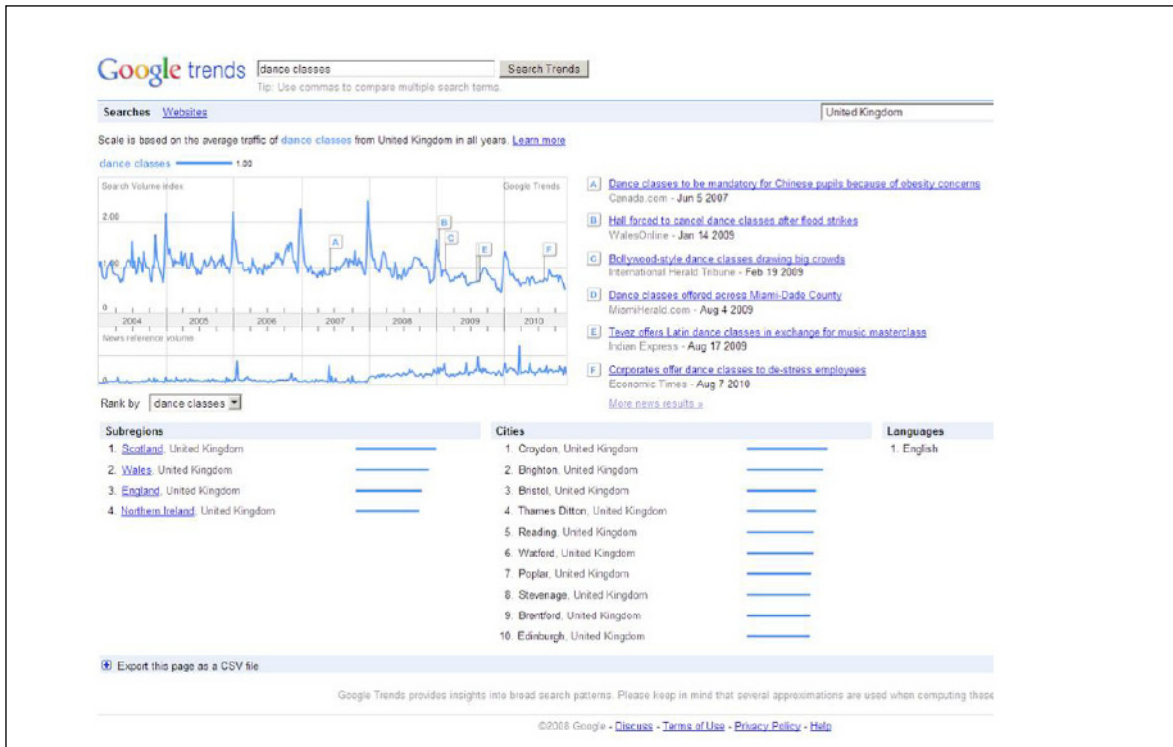 Google trends dance classes Search Trends
Tip: Use commas to compare multiple search terms.
Searches Websites United Kingdom
Scale is based on the average traffic of dance classes from United Kingdom in all years. Learn more
dance classes 1.00
Search Volume index Google Trends
2.00
1.00
0
A
B
C
E
F
2004 2005 2006 2007 2008 2009 2010
News reference volume
0
A Dance classes to be mandatory for Chinese pupils because of obesity concerns
Canada.com - Jun 5 2007
B Hall forced to cancel dance classes after flood strikes
WalesOnline - Jan 14 2009
C Bollywood-style dance classes drawing big crowds
International Herald Tribune - Feb 19 2009
D Dance classes offered across Miami-Dade County
MiamiHerald.com - Aug 4 2009
E Tevez offers Latin dance classes in exchange for music masterclass
Indian Express - Aug 17 2009
F Corporates offer dance classes to de-stress employees
Economic Times - Aug 7 2010
More news results »
Rank by dance classes
Subregions
1. Scotland, United Kingdom
2. Wales, United Kingdom
3. England, United Kingdom
4. Northern Ireland, United Kingdom
Cities
1. Croydon, United Kingdom
2. Brighton, United Kingdom
3. Bristol, United Kingdom
4. Thames Ditton, United Kingdom
5. Reading, United Kingdom
6. Watford, United Kingdom
7. Poplar, United Kingdom
8. Stevenage, United Kingdom
9. Brentford, United Kingdom
10. Edinburgh, United Kingdom
Languages
1. English
Export this page as a CSV file
Google Trends provides insights into broad search patterns. Please keep in mind that several approximations are used when computing these
©2008 Google - Discuss - Terms of Use - Privacy Policy - Help